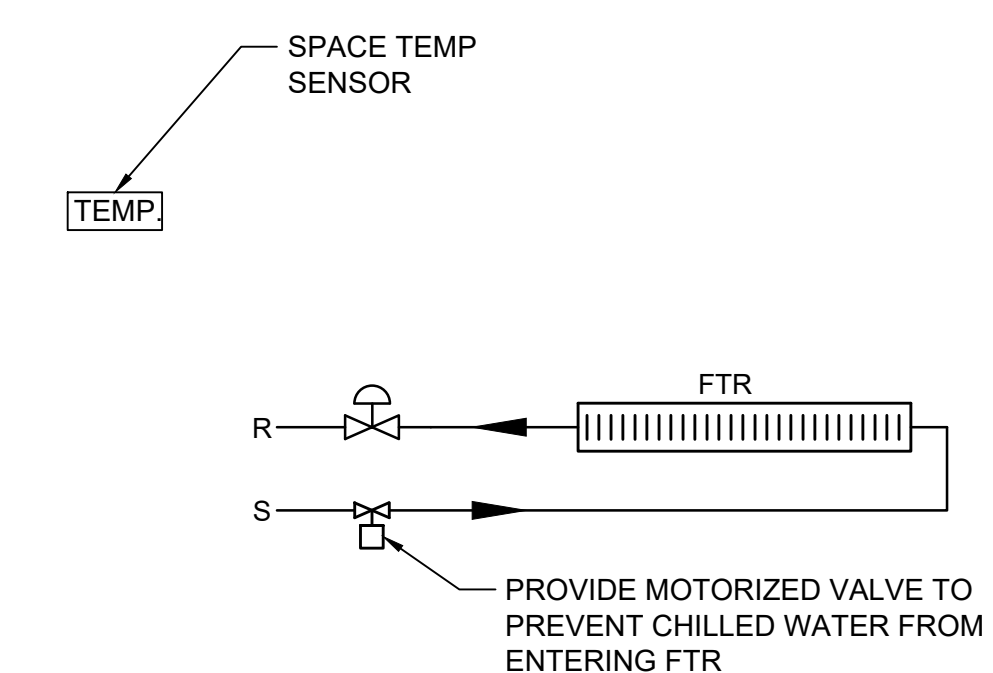 SPACE TEMP
SENSOR
TEMP.
FTR
R
S
PROVIDE MOTORIZED VALVE TO
PREVENT CHILLED WATER FROM
ENTERING FTR